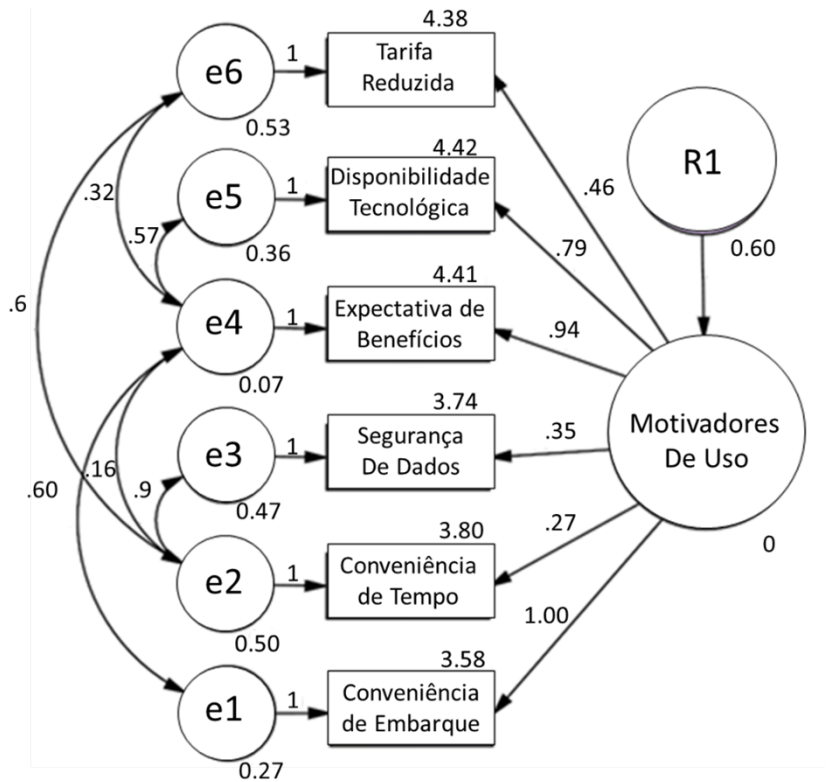 4.38
e6
1
Tarifa
Reduzida
0.53
R1
0.60
4.42
e5
1
Disponibilidade
Tecnológica
0.36
.46
.32
.57
.79
4.41
e4
1
Expectativa de
Benefícios
0.07
.94
.6
3.74
e3
1
Segurança
De Dados
0.47
.35
Motivadores
De Uso
0
.60
.16
.9
3.80
e2
1
Conveniência
de Tempo
0.50
.27
1.00
3.58
e1
1
Conveniência
de Embarque
0.27